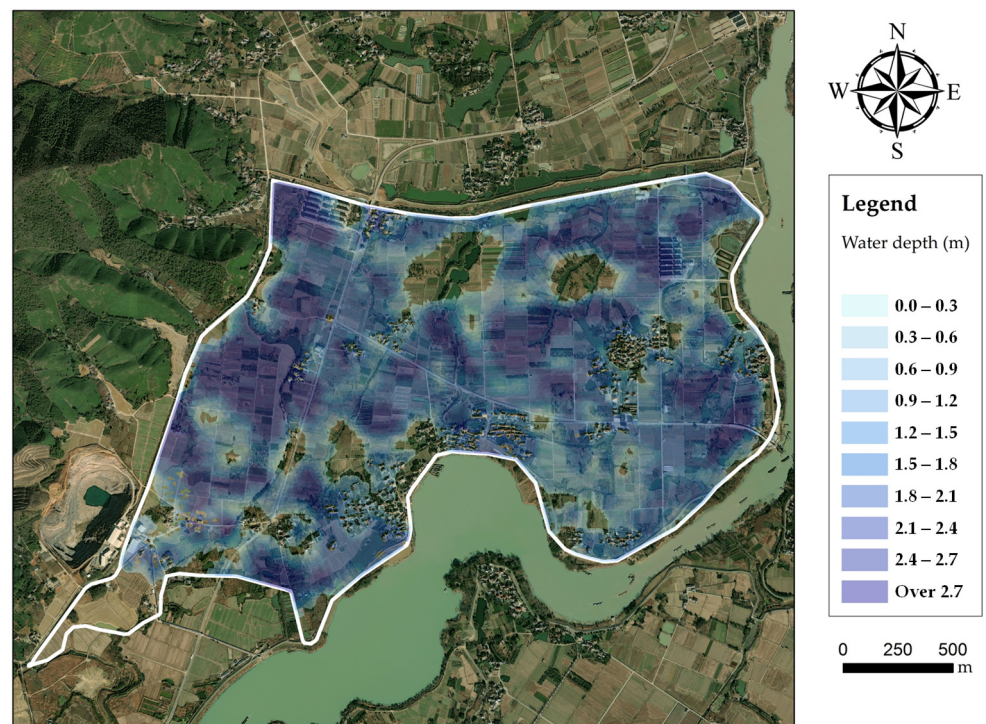 N
W E
S
Legend
Water depth (m)
0.0 – 0.3
0.3 – 0.6
0.6 – 0.9
0.9 – 1.2
1.2 – 1.5
1.5 – 1.8
1.8 – 2.1
2.1 – 2.4
2.4 – 2.7
Over 2.7
0 250 500
m